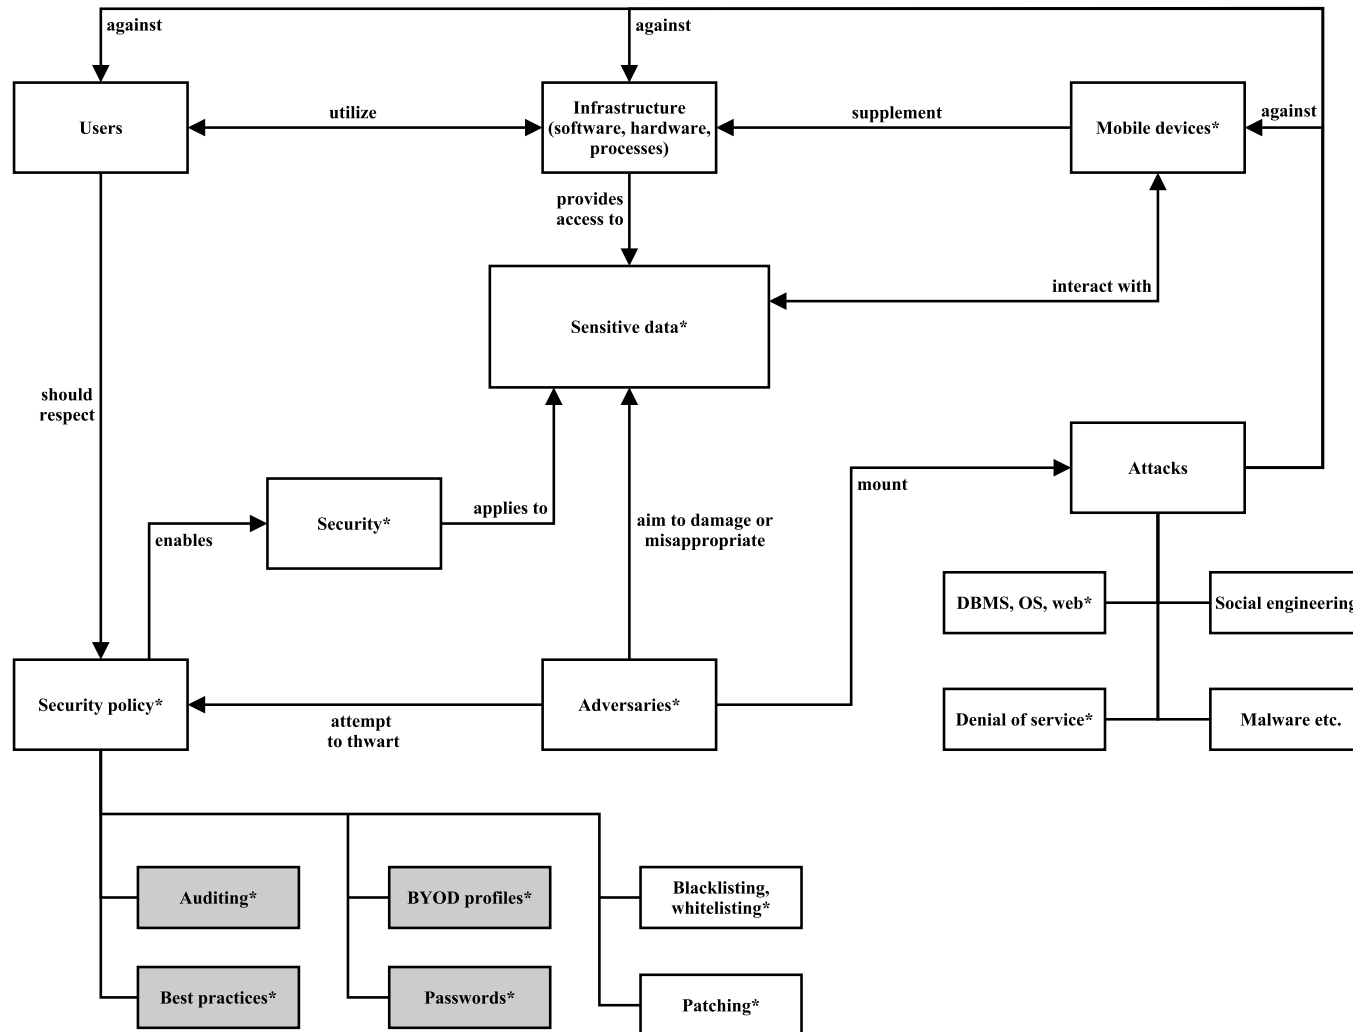 against
against
Users
utilize
Infrastructure
(software, hardware,
processes)
supplement
Mobile devices*
against
provides
access to
interact with
Sensitive data*
should
respect
Attacks
mount
Security*
applies to
aim to damage or
misappropriate
enables
DBMS, OS, web*
Social engineering
Security policy*
attempt
to thwart
Adversaries*
Denial of service*
Malware etc.
Auditing*
BYOD profiles*
Blacklisting,
whitelisting*
Best practices*
Passwords*
Patching*